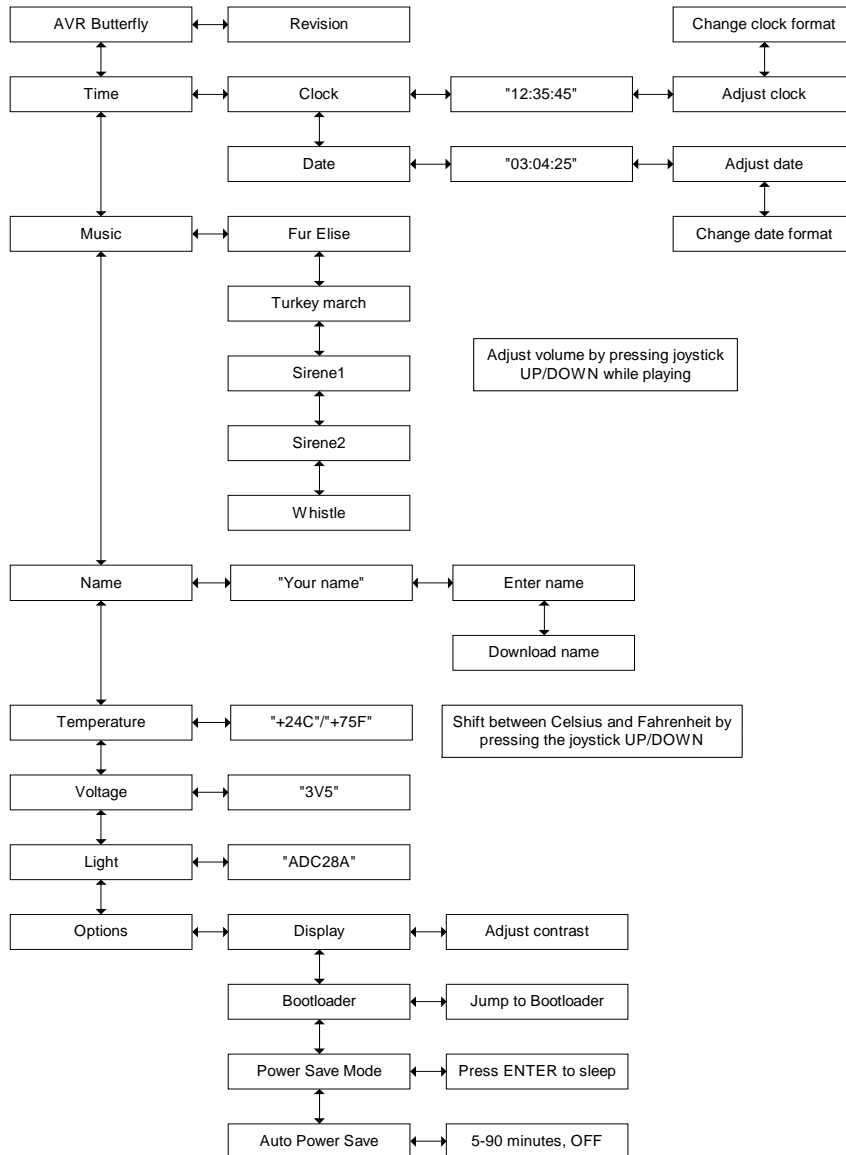 AVR Butterfly
Revision
Change clock format
Time
Clock
"12:35:45"
Adjust clock
Date
"03:04:25"
Adjust date
Music
Fur Elise
Change date format
Turkey march
Adjust volume by pressing joystick
UP/DOWN while playing
Sirene1
Sirene2
Whistle
Name
"Your name"
Enter name
Download name
Temperature
"+24C"/"+75F"
Shift between Celsius and Fahrenheit by
pressing the joystick UP/DOWN
Voltage
"3V5"
Light
"ADC28A"
Options
Display
Adjust contrast
Bootloader
Jump to Bootloader
Power Save Mode
Press ENTER to sleep
Auto Power Save
5-90 minutes, OFF